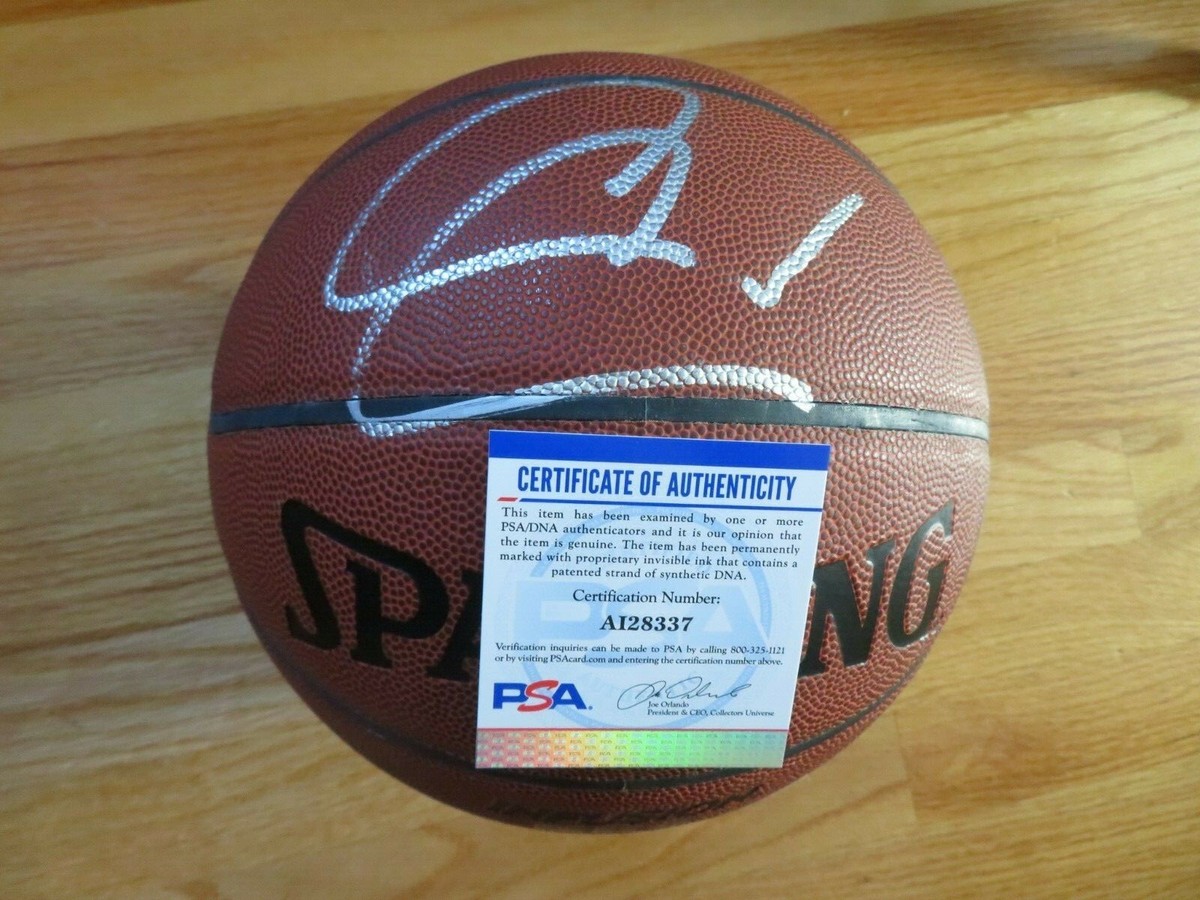 SPALDING
CERTIFICATE OF AUTHENTICITY
This item has been examined by one or more
PSA/DNA authenticators and it is our opinion that
the item is genuine. The item has been permanently
marked with proprietary invisible ink that contains a
patented strand of synthetic DNA.
Certification Number:
AI28337
Verification inquiries can be made to PSA by calling 800-325-1121
or by visiting PSAcard.com and entering the certification number above.
PSA.
Joe Orlando
President & CEO, Collectors Universe